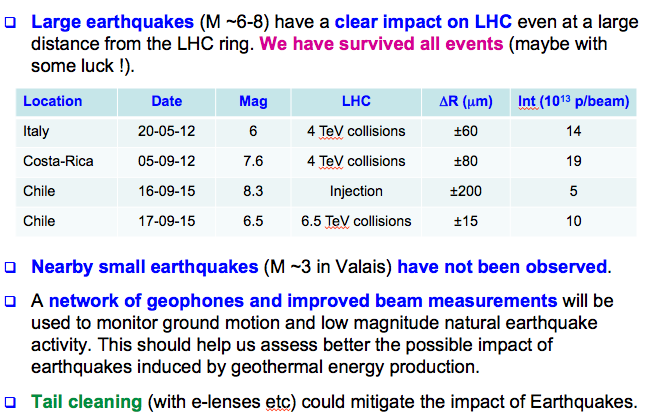 Large earthquakes (M ~6-8) have a clear impact on LHC even at a large
distance from the LHC ring. We have survived all events (maybe with
some luck !).
Location Date Mag LHC ΔR (μm) Int (10¹³ p/beam)
Italy 20-05-12 6 4 TeV collisions ±60 14
Costa-Rica 05-09-12 7.6 4 TeV collisions ±80 19
Chile 16-09-15 8.3 Injection ±200 5
Chile 17-09-15 6.5 6.5 TeV collisions ±15 10
Nearby small earthquakes (M ~3 in Valais) have not been observed.
A network of geophones and improved beam measurements will be
used to monitor ground motion and low magnitude natural earthquake
activity. This should help us assess better the possible impact of
earthquakes induced by geothermal energy production.
Tail cleaning (with e-lenses etc) could mitigate the impact of Earthquakes.